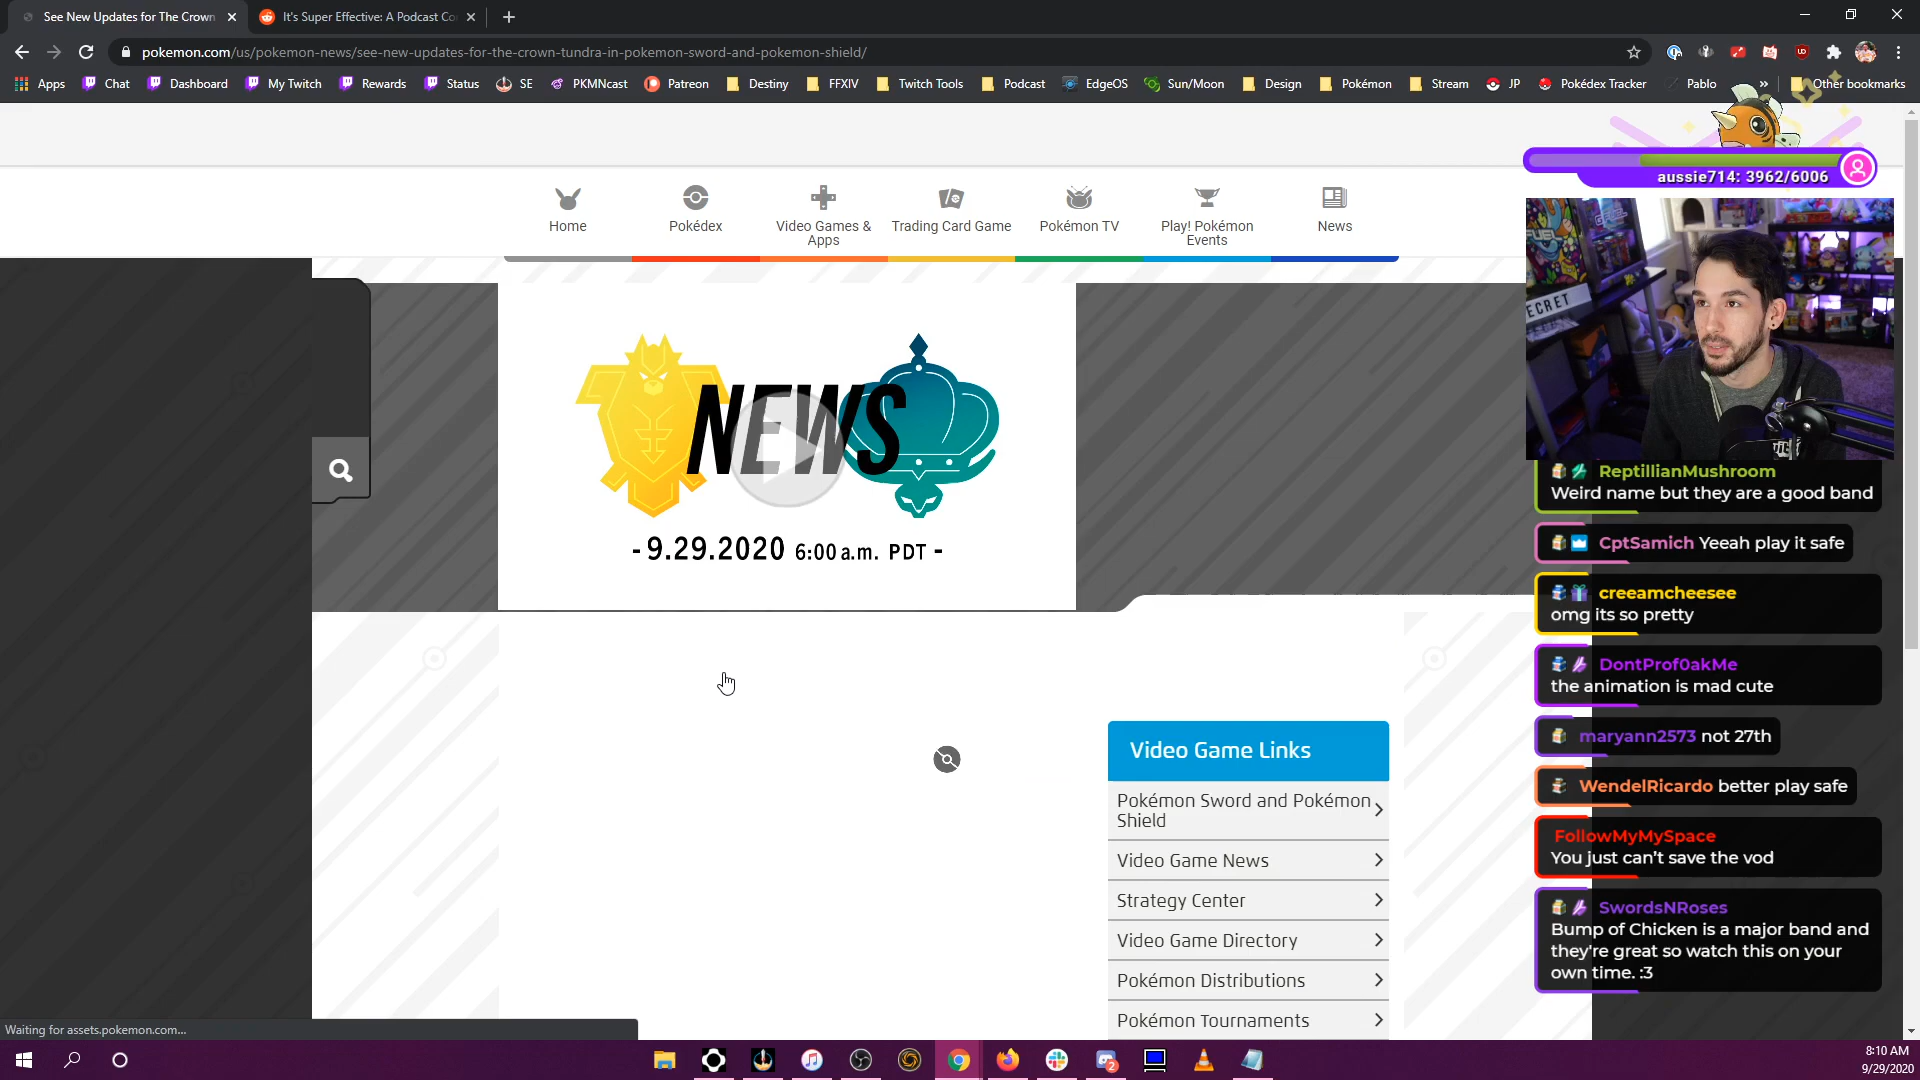 See New Updates for The Crown
It's Super Effective: A Podcast Co
pokemon.com/us/pokemon-news/see-new-updates-for-the-crown-tundra-in-pokemon-sword-and-pokemon-shield/
Apps Chat Dashboard My Twitch Rewards Status SE PKMNcast Patreon Destiny FFXIV Twitch Tools Podcast EdgeOS Sun/Moon Design Pokémon Stream JP Pokédex Tracker Pablo » Other bookmarks
aussie714: 3962/6006
Home
Pokédex
Video Games &
Apps
Trading Card Game
Pokémon TV
Play! Pokémon
Events
News
NEWS
-9.29.2020 6:00 a.m. PDT-
ECRET
ReptillianMushroom
Weird name but they are a good band
CptSamich Yeeah play it safe
creeamcheesee
omg its so pretty
DontProf0akMe
the animation is mad cute
maryann2573 not 27th
WendelRicardo better play safe
FollowMyMySpace
You just can't save the vod
SwordsNRoses
Bump of Chicken is a major band and
they're great so watch this on your
own time. :3
Video Game Links
Pokémon Sword and Pokémon
Shield
Video Game News
Strategy Center
Video Game Directory
Pokémon Distributions
Pokémon Tournaments
Waiting for assets.pokemon.com...
2
8:10 AM
9/29/2020